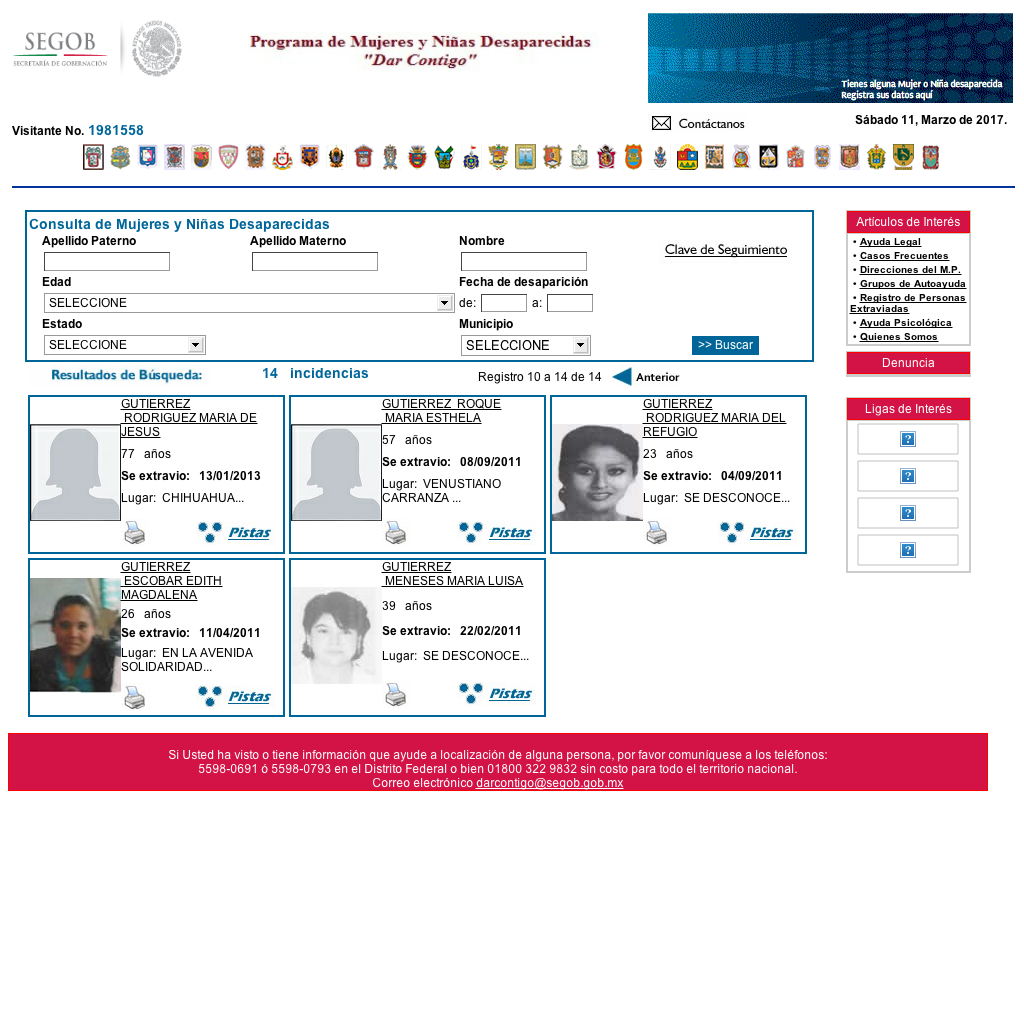 SEGOB
SECRETARÍA DE GOBERNACIÓN
ESTADOS UNIDOS MEXICANOS
Programa de Mujeres y Niñas Desaparecidas
"Dar Contigo"
Tienes alguna Mujer o Niña desaparecida
Registra sus datos aquí
Visitante No. 1981558
Contáctanos
Sábado 11, Marzo de 2017.
Consulta de Mujeres y Niñas Desaparecidas
Apellido Paterno Apellido Materno Nombre
Clave de Seguimiento
Edad Fecha de desaparición
SELECCIONE de: a:
Estado Municipio
SELECCIONE SELECCIONE >> Buscar
Resultados de Búsqueda: 14 incidencias Registro 10 a 14 de 14 Anterior
GUTIERREZ
RODRIGUEZ MARIA DE
JESUS
77 años
Se extravio: 13/01/2013
Lugar: CHIHUAHUA...
Pistas
GUTIERREZ ROQUE
MARIA ESTHELA
57 años
Se extravio: 08/09/2011
Lugar: VENUSTIANO
CARRANZA ...
Pistas
GUTIERREZ
RODRIGUEZ MARIA DEL
REFUGIO
23 años
Se extravio: 04/09/2011
Lugar: SE DESCONOCE...
Pistas
GUTIERREZ
ESCOBAR EDITH
MAGDALENA
26 años
Se extravio: 11/04/2011
Lugar: EN LA AVENIDA
SOLIDARIDAD...
Pistas
GUTIERREZ
MENESES MARIA LUISA
39 años
Se extravio: 22/02/2011
Lugar: SE DESCONOCE...
Pistas
Artículos de Interés
• Ayuda Legal
• Casos Frecuentes
• Direcciones del M.P.
• Grupos de Autoayuda
• Registro de Personas
Extraviadas
• Ayuda Psicológica
• Quienes Somos
Denuncia
Ligas de Interés
?
?
?
?
Si Usted ha visto o tiene información que ayude a localización de alguna persona, por favor comuníquese a los teléfonos:
5598-0691 ó 5598-0793 en el Distrito Federal o bien 01800 322 9832 sin costo para todo el territorio nacional.
Correo electrónico darcontigo@segob.gob.mx